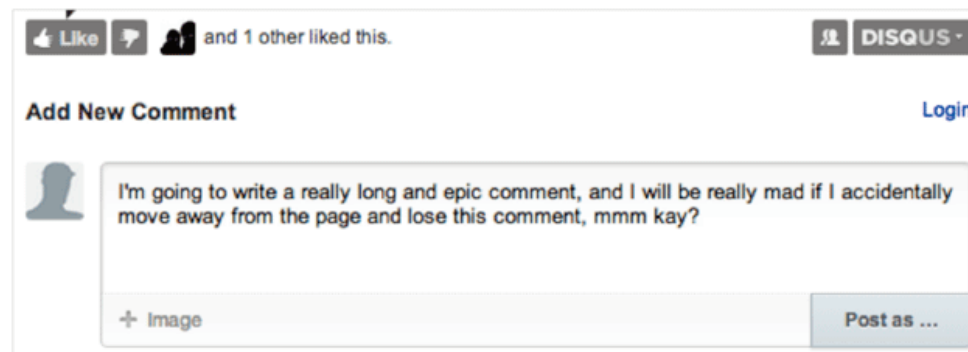 Like and 1 other liked this. DISQUS
Add New Comment Login
I'm going to write a really long and epic comment, and I will be really mad if I accidentally
move away from the page and lose this comment, mmm kay?
+ Image Post as ...